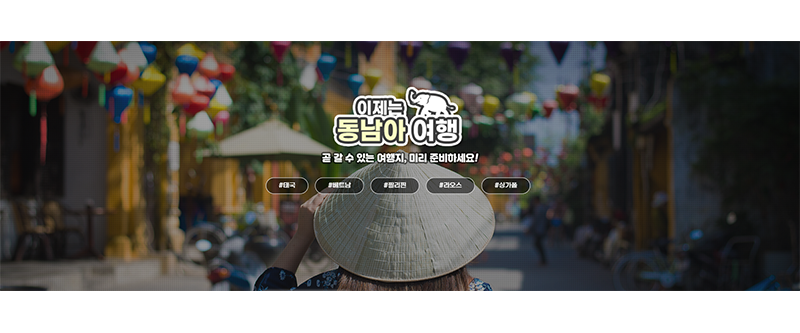 이제는
동남아 여행
곧 갈 수 있는 여행지, 미리 준비하세요!
#태국 #베트남 #필리핀 #라오스 #싱가폴